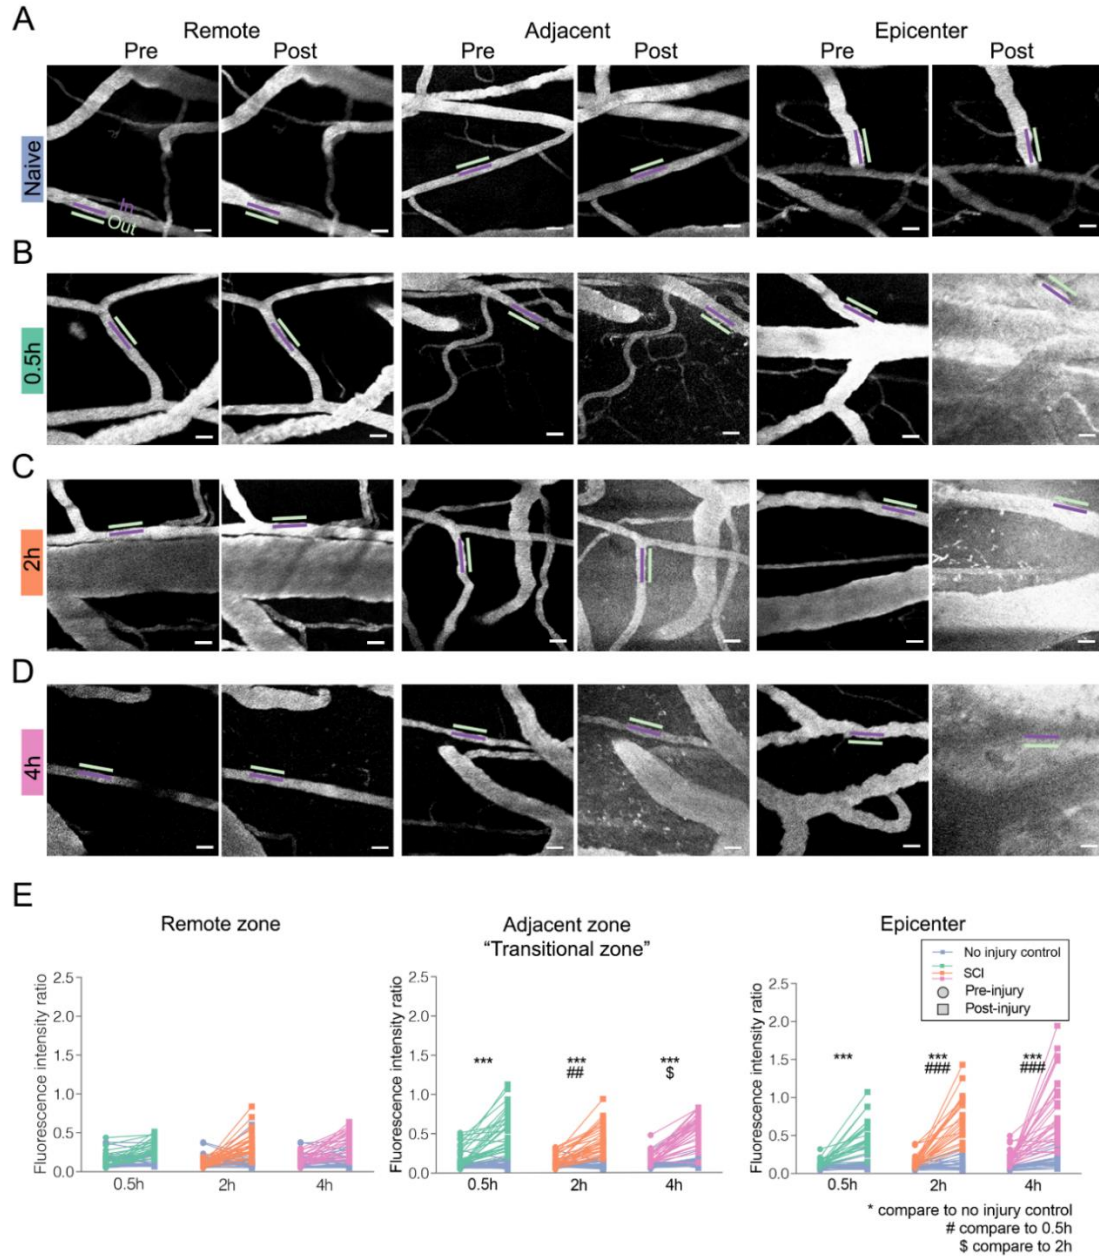 A
Remote Adjacent Epicenter
Pre Post Pre Post Pre Post
Naive
In
Out
B
0.5h
C
2h
D
4h
E
Remote zone
Fluorescence intensity ratio
2.5
2.0
1.5
1.0
0.5
0.0
0.5h 2h 4h
Adjacent zone
"Transitional zone"
Fluorescence intensity ratio
2.5
2.0
1.5
1.0
0.5
0.0
*** *** ***
## $
0.5h 2h 4h
Epicenter
No injury control
SCI
Pre-injury
Post-injury
Fluorescence intensity ratio
2.5
2.0
1.5
1.0
0.5
0.0
*** *** ***
### ###
0.5h 2h 4h
* compare to no injury control
# compare to 0.5h
$ compare to 2h